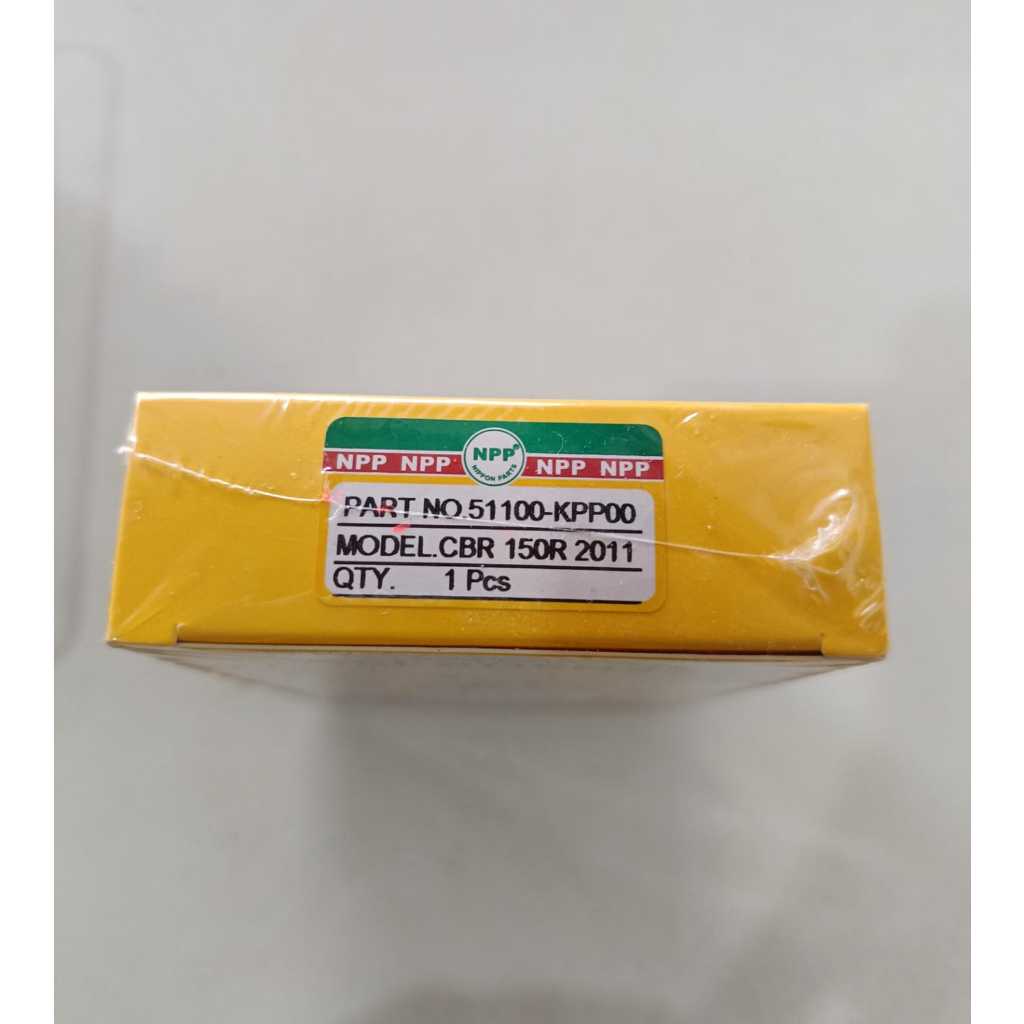 NPP NPP NPP® NPP NPP
NIPPON PARTS
PART NO.51100-KPP00
MODEL.CBR 150R 2011
QTY. 1 Pcs